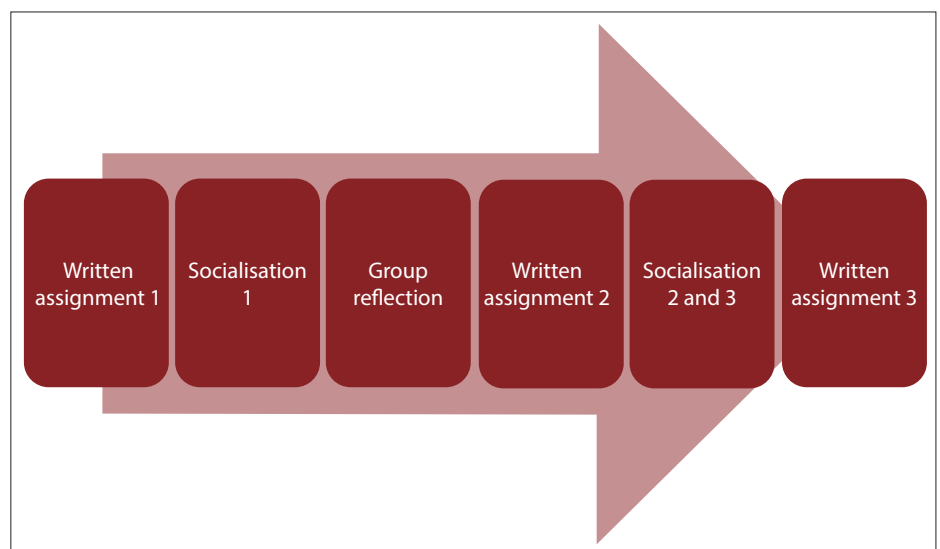 Written
assignment 1
Socialisation
1
Group
reflection
Written
assignment 2
Socialisation
2 and 3
Written
assignment 3